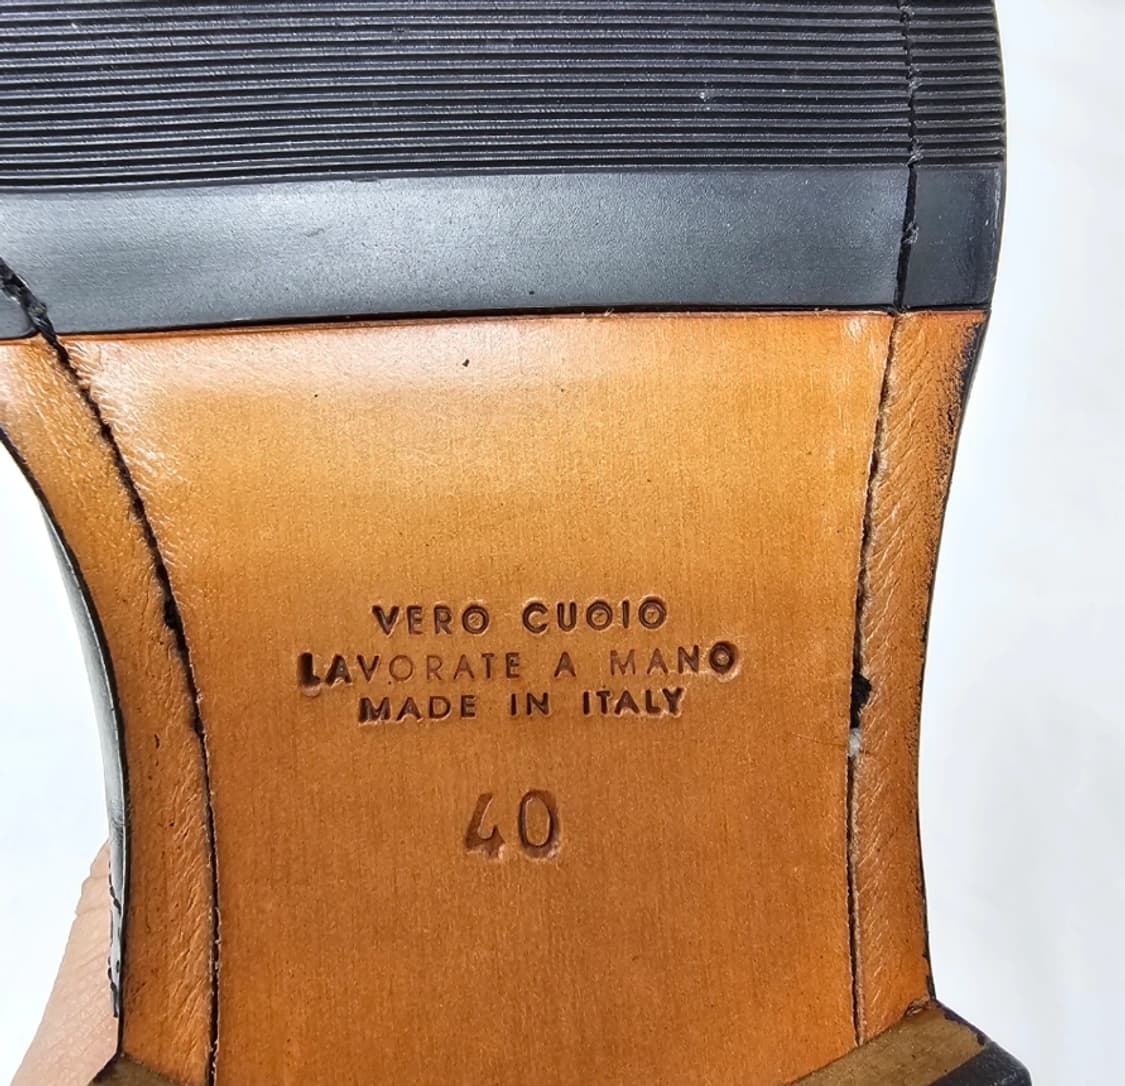 VERO CUOIO
LAVORATE A MANO
MADE IN ITALY
40